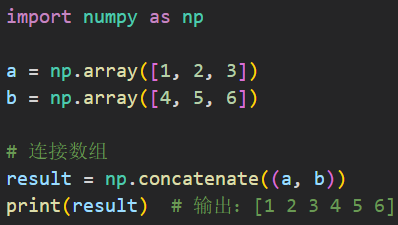 import numpy as np
a = np.array([1, 2, 3])
b = np.array([4, 5, 6])
# 连接数组
result = np.concatenate((a, b))
print(result)  # 输出: [1 2 3 4 5 6]